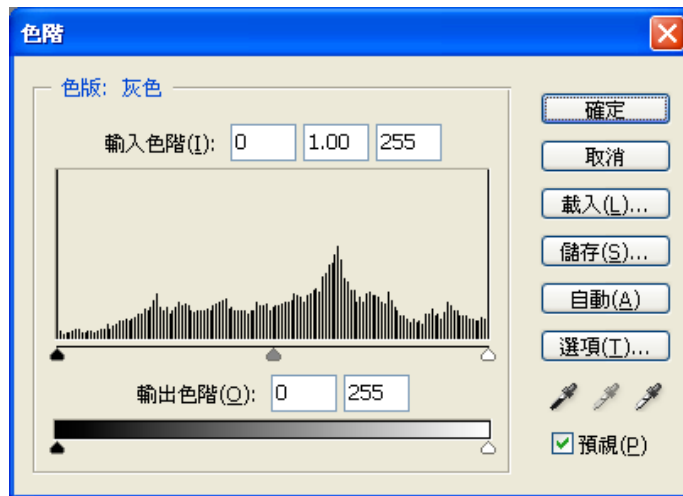 色階
色版: 灰色
輸入色階(I): 0 1.00 255
輸出色階(O): 0 255
確定
取消
載入(L)...
儲存(S)...
自動(A)
選項(T)...
預視(P)